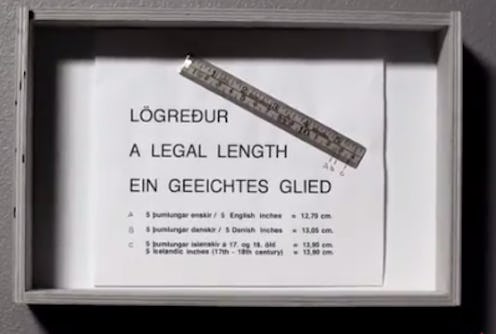 LÖGREÐUR
A LEGAL LENGTH
EIN GEEICHTES GLIED
A 5 þumlungar enskir / 5 English inches = 12,70 cm.
B 5 þumlungar danskir / 5 Danish inches = 13,05 cm.
C 5 þumlungar íslenskir á 17. og 18. öld = 13,90 cm.
5 Icelandic inches (17th - 18th century) = 13,90 cm.